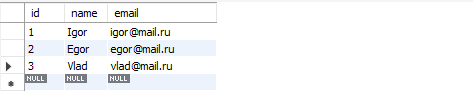 id name email
1 Igor igor@mail.ru
2 Egor egor@mail.ru
3 Vlad vlad@mail.ru
NULL NULL NULL